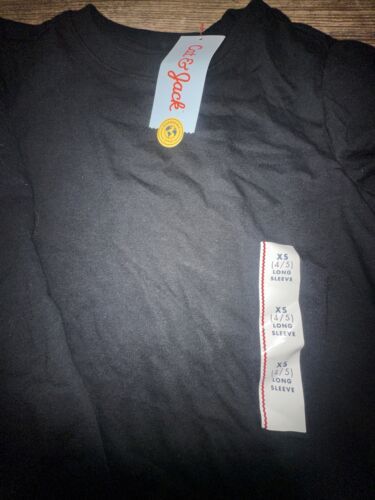 Cat & Jack
XS
(4/5)
LONG
SLEEVE
XS
(4/5)
LONG
SLEEVE
XS
(4/5)
LONG
SLEEVE